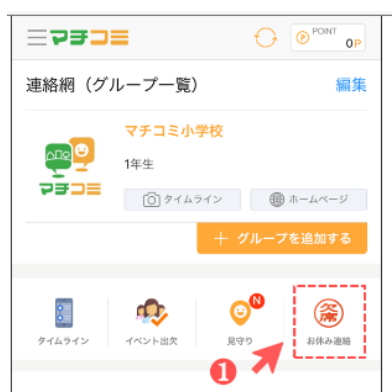 マチコミ
POINT
0P
連絡網（グループ一覧） 編集
マチコミ小学校
1年生
マチコミ
タイムライン ホームページ
＋ グループを追加する
N 欠席
タイムライン イベント出欠 見守り お休み連絡
1